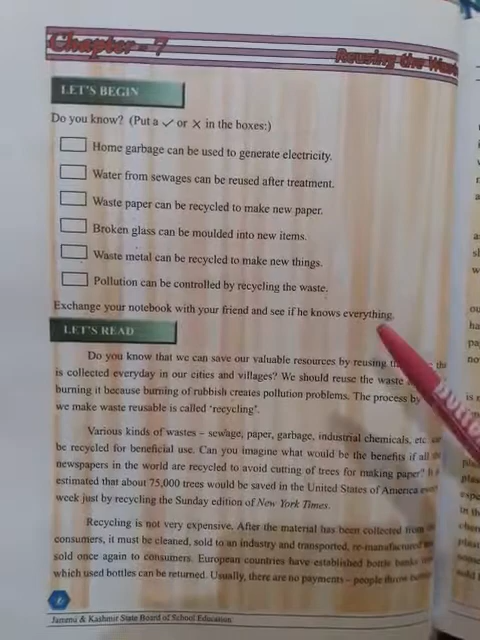 Chapter - 7
Reusing the Wast
LET'S BEGIN
Do you know? (Put a ✓ or X in the boxes:)
Home garbage can be used to generate electricity.
Water from sewages can be reused after treatment.
Waste paper can be recycled to make new paper.
Broken glass can be moulded into new items.
Waste metal can be recycled to make new things.
Pollution can be controlled by recycling the waste.
Exchange your notebook with your friend and see if he knows everything.
LET'S READ
Do you know that we can save our valuable resources by reusing the
is collected everyday in our cities and villages? We should reuse the waste
burning it because burning of rubbish creates pollution problems. The process by
we make waste reusable is called 'recycling'.
Various kinds of wastes – sewage, paper, garbage, industrial chemicals, etc. can
be recycled for beneficial use. Can you imagine what would be the benefits if all the
newspapers in the world are recycled to avoid cutting of trees for making paper? It is
estimated that about 75,000 trees would be saved in the United States of America every
week just by recycling the Sunday edition of New York Times.
Recycling is not very expensive. After the material has been collected from
consumers, it must be cleaned, sold to an industry and transported, re-manufactured and
sold once again to consumers. European countries have established bottle banks
which used bottles can be returned. Usually, there are no payments – people throw
Jammu & Kashmir State Board of School Education